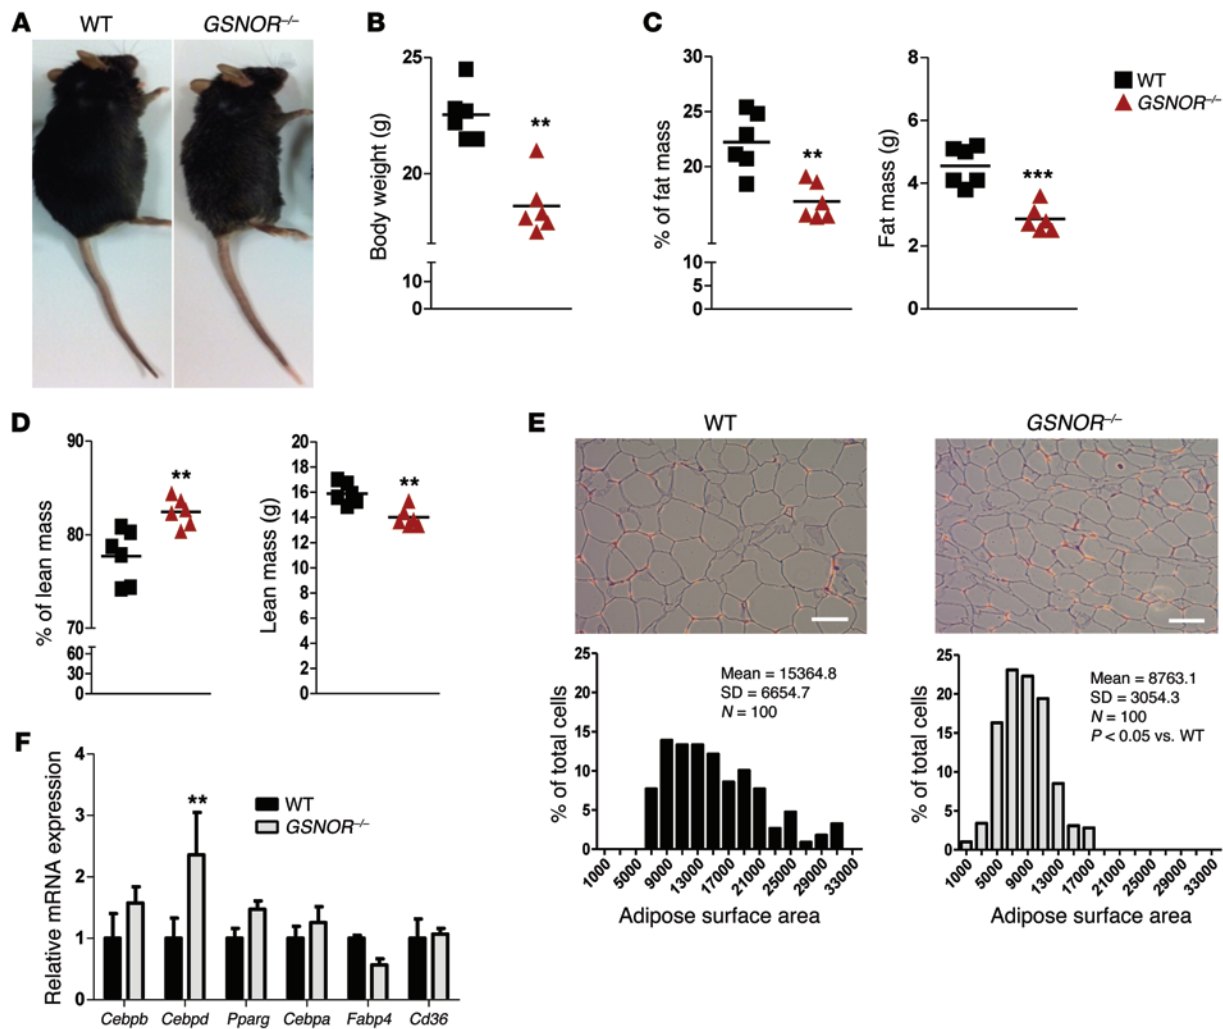 A
WT
GSNOR–/–
B
Body weight (g)
25
20
10
0
**
C
% of fat mass
30
25
20
10
5
0
**
Fat mass (g)
8
6
4
2
0
***
WT
GSNOR–/–
D
% of lean mass
90
80
70
60
30
0
**
Lean mass (g)
20
18
16
14
12
10
8
6
4
2
0
**
E
WT
GSNOR–/–
% of total cells
25
20
15
10
5
0
Mean = 15364.8
SD = 6654.7
N = 100
1000
5000
9000
13000
17000
21000
25000
29000
33000
Adipose surface area
% of total cells
25
20
15
10
5
0
Mean = 8763.1
SD = 3054.3
N = 100
P < 0.05 vs. WT
1000
5000
9000
13000
17000
21000
25000
29000
33000
Adipose surface area
F
Relative mRNA expression
4
3
2
1
0
**
WT
GSNOR–/–
Cebpb
Cebpd
Pparg
Cebpa
Fabp4
Cd36